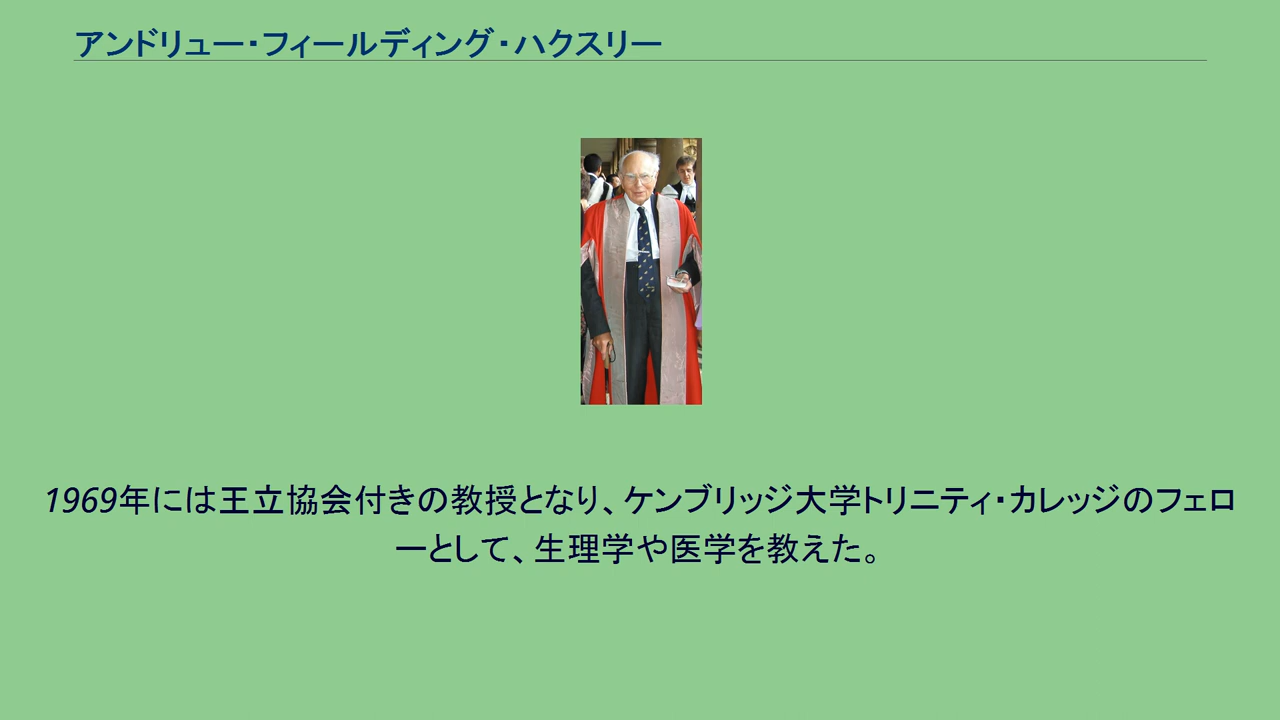 アンドリュー・フィールディング・ハクスリー
1969年には王立協会付きの教授となり、ケンブリッジ大学トリニティ・カレッジのフェロ
ーとして、生理学や医学を教えた。